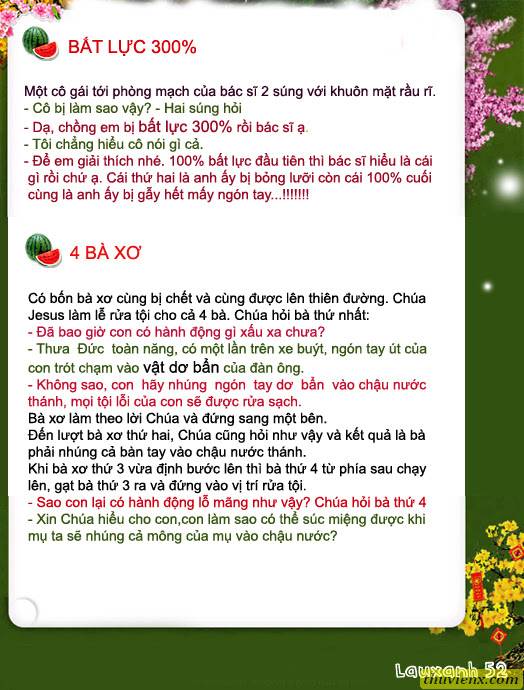 BẤT LỰC 300%
Một cô gái tới phòng mạch của bác sĩ 2 súng với khuôn mặt rầu rĩ.
- Cô bị làm sao vậy? - Hai súng hỏi
- Dạ, chồng em bị bất lực 300% rồi bác sĩ ạ.
- Tôi chẳng hiểu cô nói gì cả.
- Để em giải thích nhé. 100% bất lực đầu tiên thì bác sĩ hiểu là cái
gì rồi chứ ạ. Cái thứ hai là anh ấy bị bỏng lưỡi còn cái 100% cuối
cùng là anh ấy bị gẫy hết mấy ngón tay...!!!!!!!
4 BÀ XƠ
Có bốn bà xơ cùng bị chết và cùng được lên thiên đường. Chúa
Jesus làm lễ rửa tội cho cả 4 bà. Chúa hỏi bà thứ nhất:
- Đã bao giờ con có hành động gì xấu xa chưa?
- Thưa Đức toàn năng, có một lần trên xe buýt, ngón tay út của
con trót chạm vào vật dơ bẩn của đàn ông.
- Không sao, con hãy nhúng ngón tay dơ bẩn vào chậu nước
thánh, mọi tội lỗi của con sẽ được rửa sạch.
Bà xơ làm theo lời Chúa và đứng sang một bên.
Đến lượt bà xơ thứ hai, Chúa cũng hỏi như vậy và kết quả là bà
phải nhúng cả bàn tay vào chậu nước thánh.
Khi bà xơ thứ 3 vừa định bước lên thì bà thứ 4 từ phía sau chạy
lên, gạt bà thứ 3 ra và đứng vào vị trí rửa tội.
- Sao con lại có hành động lỗ mãng như vậy? Chúa hỏi bà thứ 4
- Xin Chúa hiểu cho con,con làm sao có thể súc miệng được khi
mụ ta sẽ nhúng cả mông của mụ vào chậu nước?
Lauxanh 52
thuvienx.com